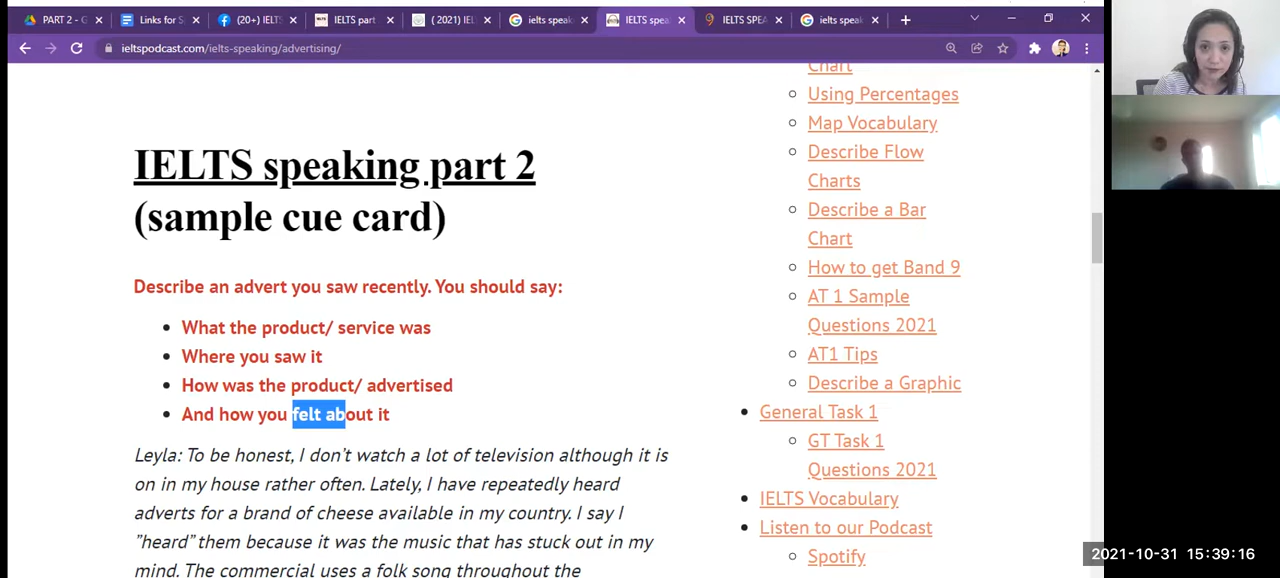 PART 2 - G
Links for S
(20+) IELTS
IELTS part
( 2021) IEL
ielts speak
IELTS spea
IELTS SPEA
ielts speak
ieltspodcast.com/ielts-speaking/advertising/
IELTS speaking part 2
(sample cue card)
Describe an advert you saw recently. You should say:
What the product/ service was
Where you saw it
How was the product/ advertised
And how you felt about it
Leyla: To be honest, I don't watch a lot of television although it is
on in my house rather often. Lately, I have repeatedly heard
adverts for a brand of cheese available in my country. I say I
"heard" them because it was the music that has stuck out in my
mind. The commercial uses a folk song throughout the
Chart
Using Percentages
Map Vocabulary
Describe Flow
Charts
Describe a Bar
Chart
How to get Band 9
AT 1 Sample
Questions 2021
AT1 Tips
Describe a Graphic
General Task 1
GT Task 1
Questions 2021
IELTS Vocabulary
Listen to our Podcast
Spotify
2021-10-31 15:39:16